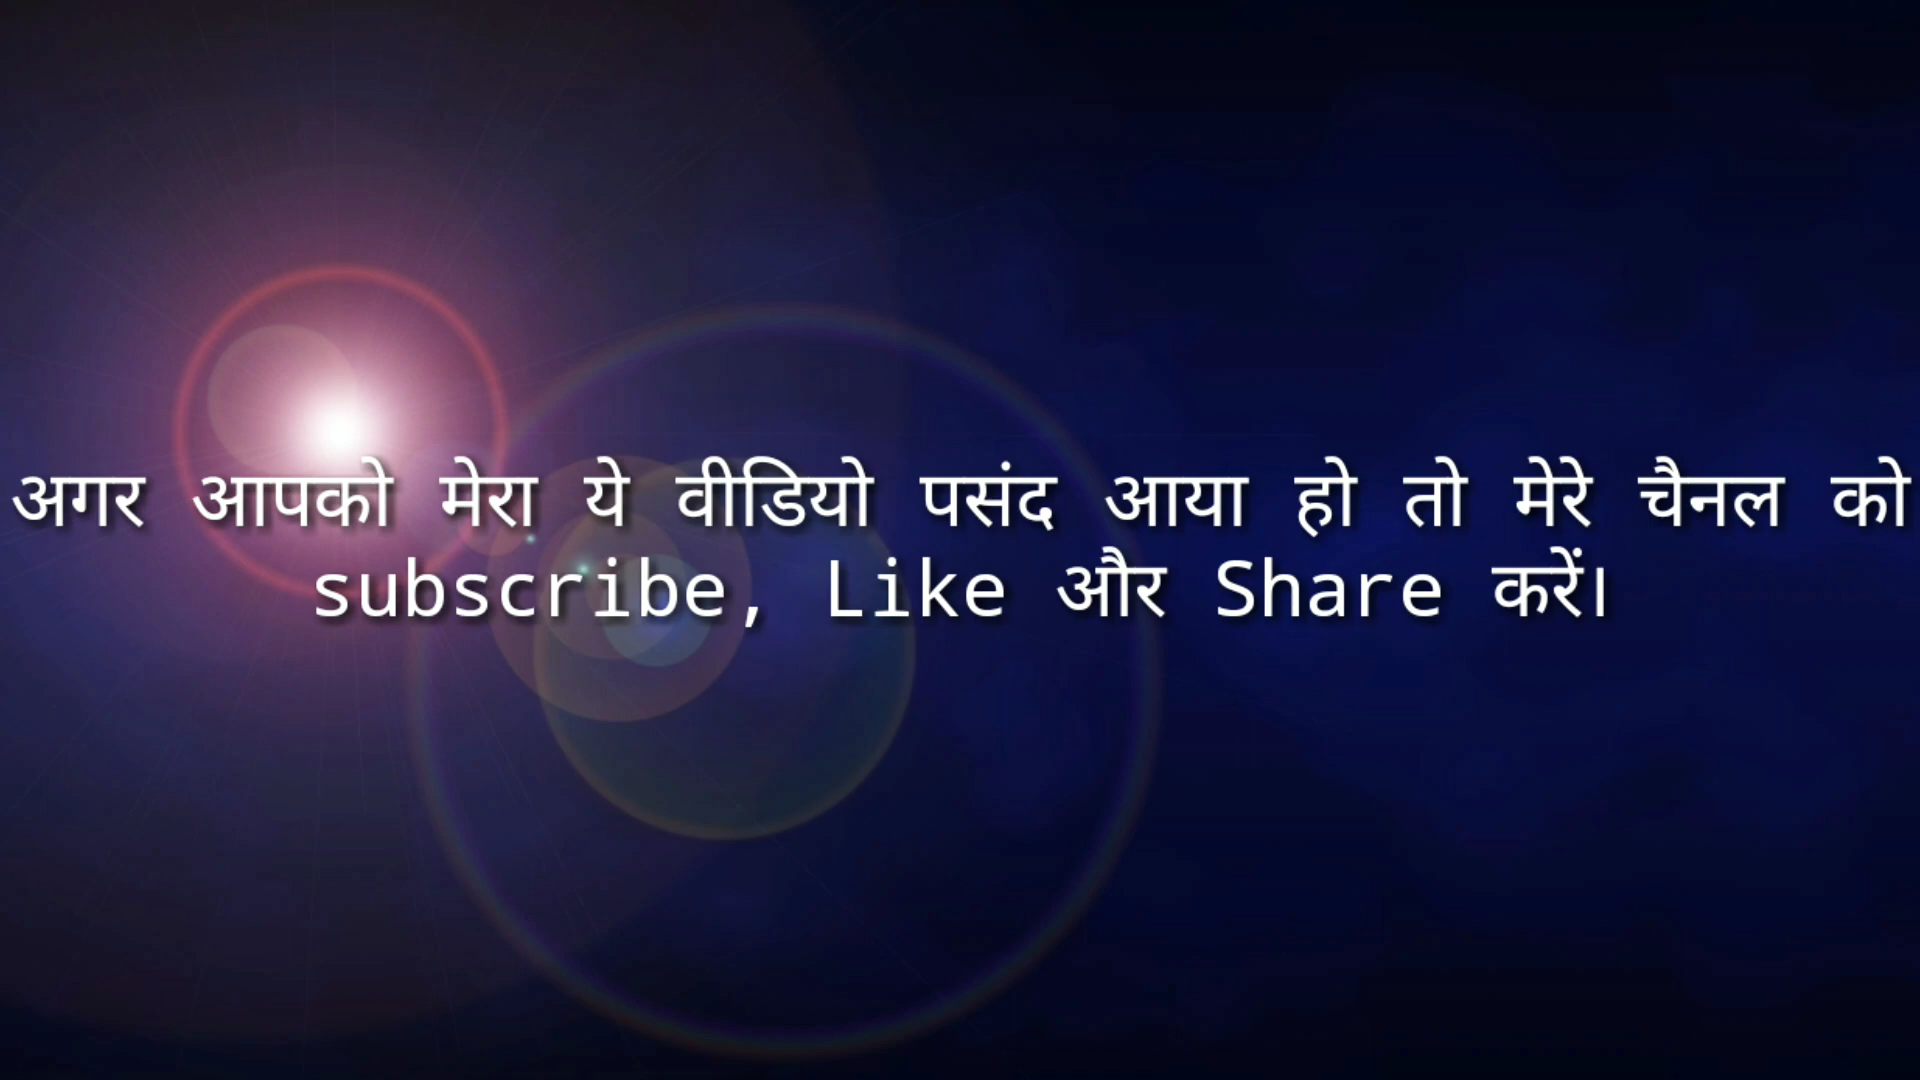 अगर आपको मेरा ये वीडियो पसंद आया हो तो मेरे चैनल को
subscribe, Like और Share करें।